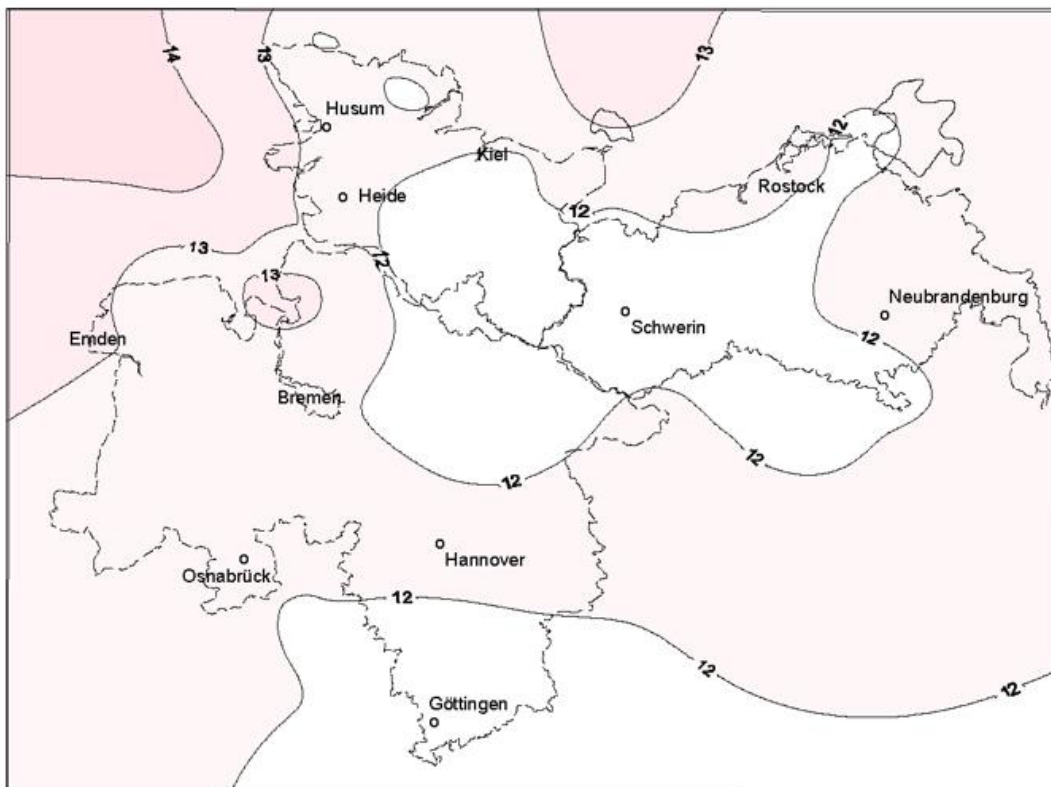 14
13
13
Husum
12
Kiel
Rostock
Heide
12
13
12
13
Neubrandenburg
Schwerin
Emden
12
Bremen
12
12
Hannover
Osnabrück
12
12
12
Göttingen